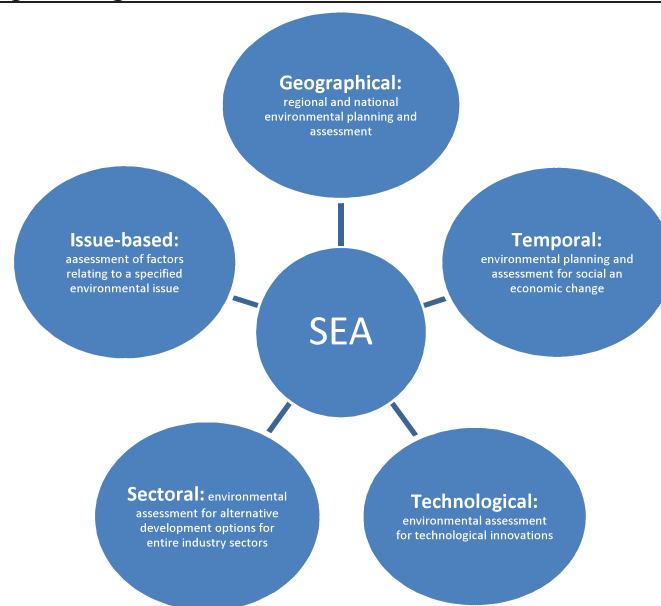 Geographical:
regional and national
environmental planning and
assessment
Issue-based:
aassessment of factors
relating to a specified
environmental issue
Temporal:
environmental planning and
assessment for social an
economic change
SEA
Sectoral: environmental
assessment for alternative
development options for
entire industry sectors
Technological:
environmental assessment
for technological innovations